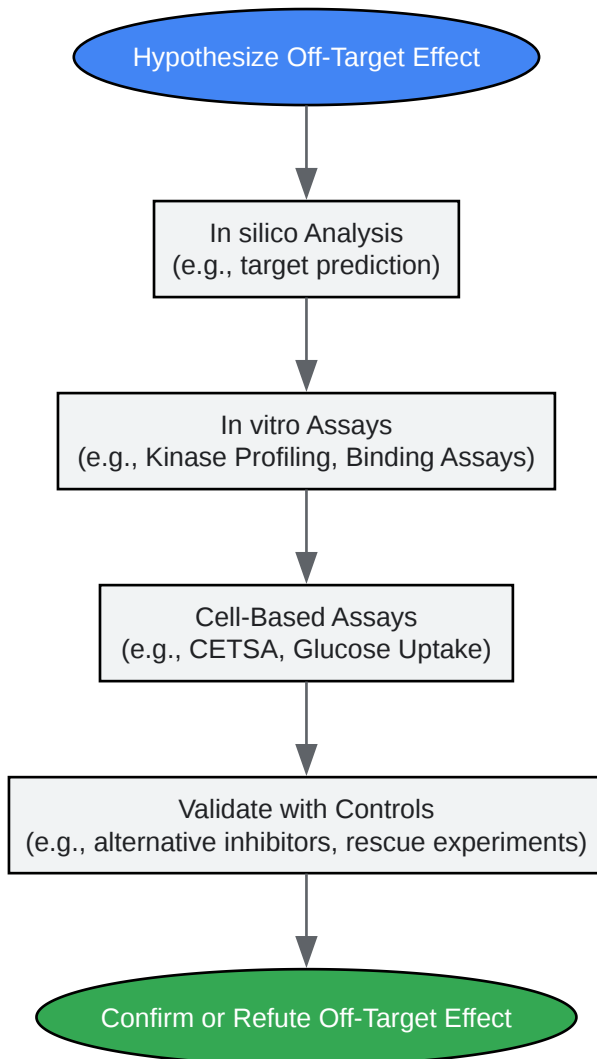 Hypothesize Off-Target Effect
In silico Analysis
(e.g., target prediction)
In vitro Assays
(e.g., Kinase Profiling, Binding Assays)
Cell-Based Assays
(e.g., CETSA, Glucose Uptake)
Validate with Controls
(e.g., alternative inhibitors, rescue experiments)
Confirm or Refute Off-Target Effect